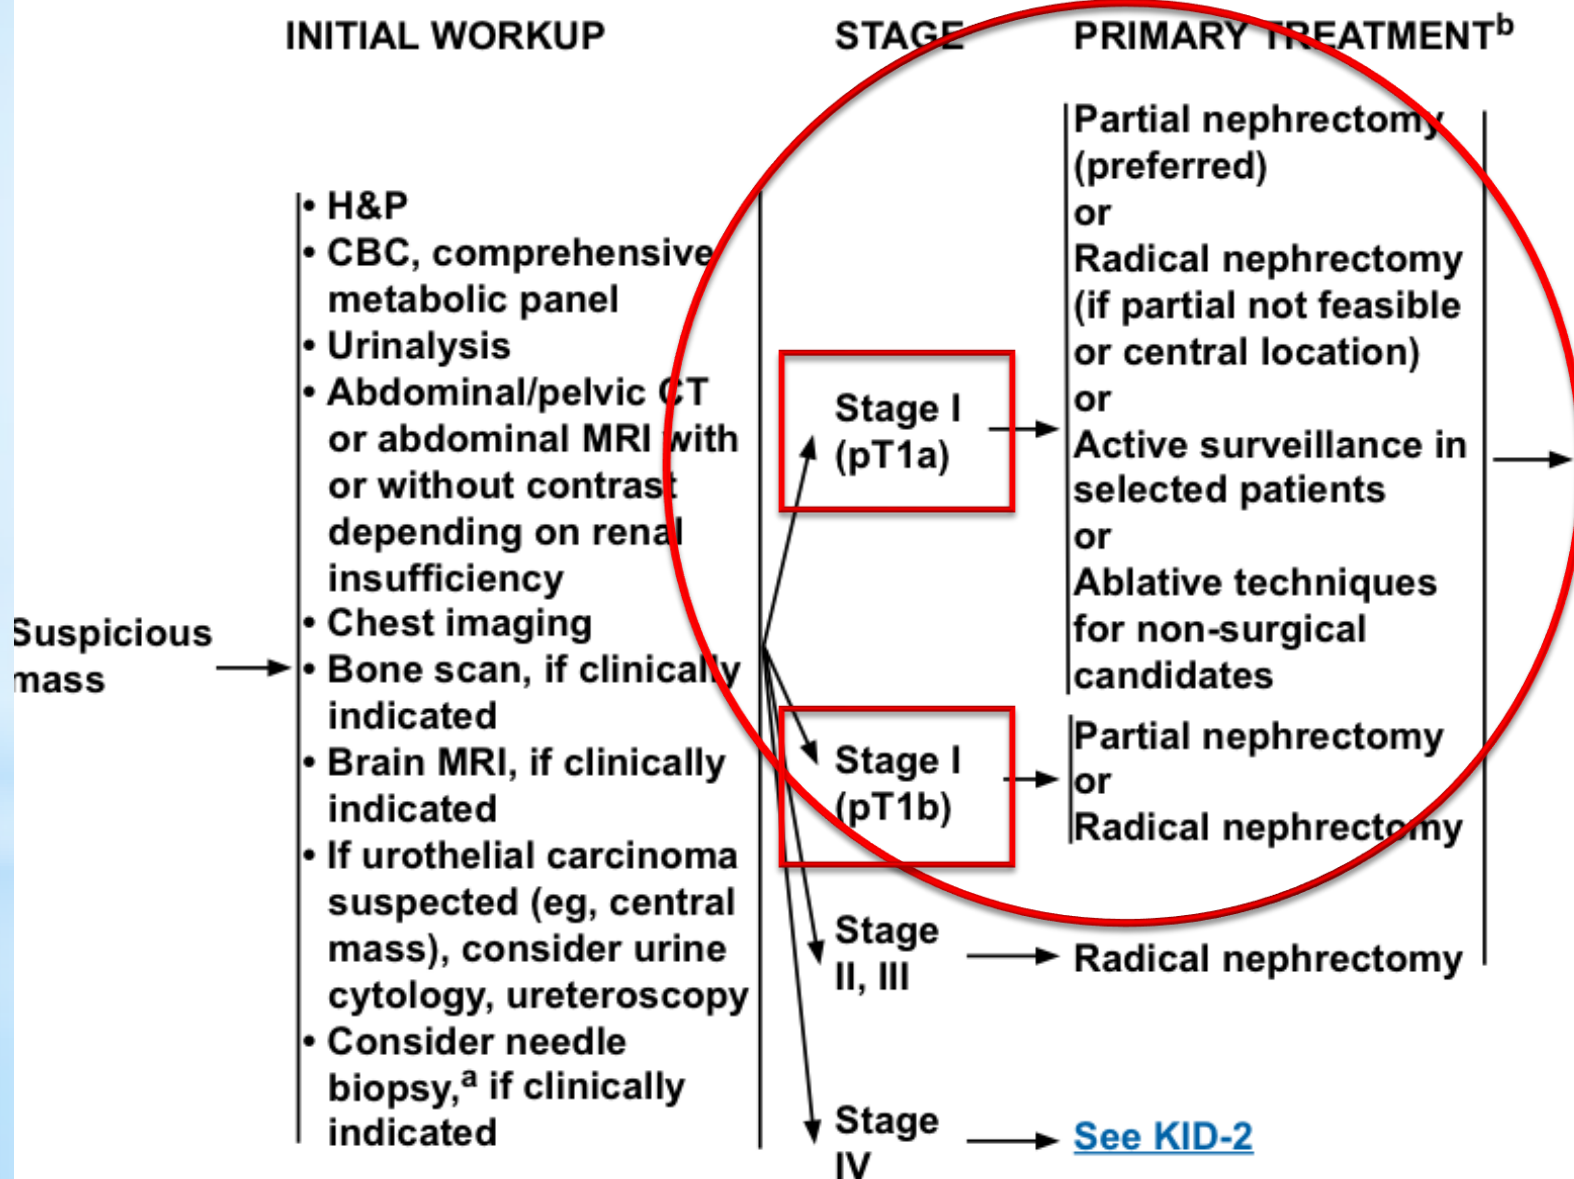 INITIAL WORKUP
STAGE
PRIMARY TREATMENTb
Suspicious
mass
• H&P
• CBC, comprehensive
metabolic panel
• Urinalysis
• Abdominal/pelvic CT
or abdominal MRI with
or without contrast
depending on renal
insufficiency
• Chest imaging
• Bone scan, if clinically
indicated
• Brain MRI, if clinically
indicated
• If urothelial carcinoma
suspected (eg, central
mass), consider urine
cytology, ureteroscopy
• Consider needle
biopsy,a if clinically
indicated
Stage I
(pT1a)
Partial nephrectomy
(preferred)
or
Radical nephrectomy
(if partial not feasible
or central location)
or
Active surveillance in
selected patients
or
Ablative techniques
for non-surgical
candidates
Stage I
(pT1b)
Partial nephrectomy
or
Radical nephrectomy
Stage
II, III
Radical nephrectomy
Stage
IV
See KID-2